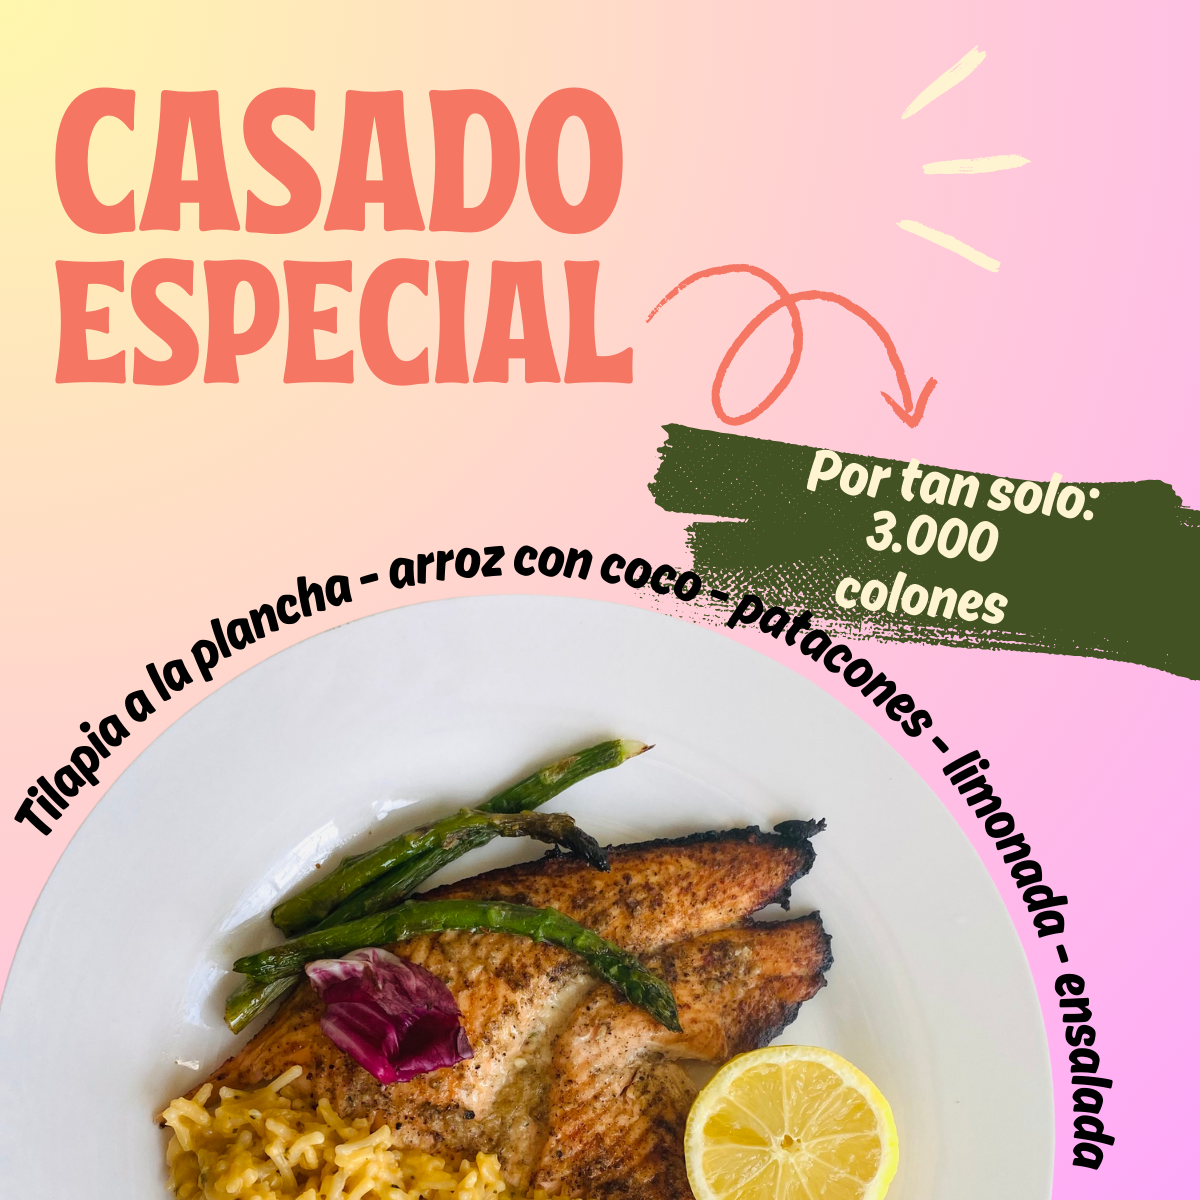 CASADO
ESPECIAL
Por tan solo:
3.000
colones
Tilapia a la plancha - arroz con coco - patacones - limonada - ensalada